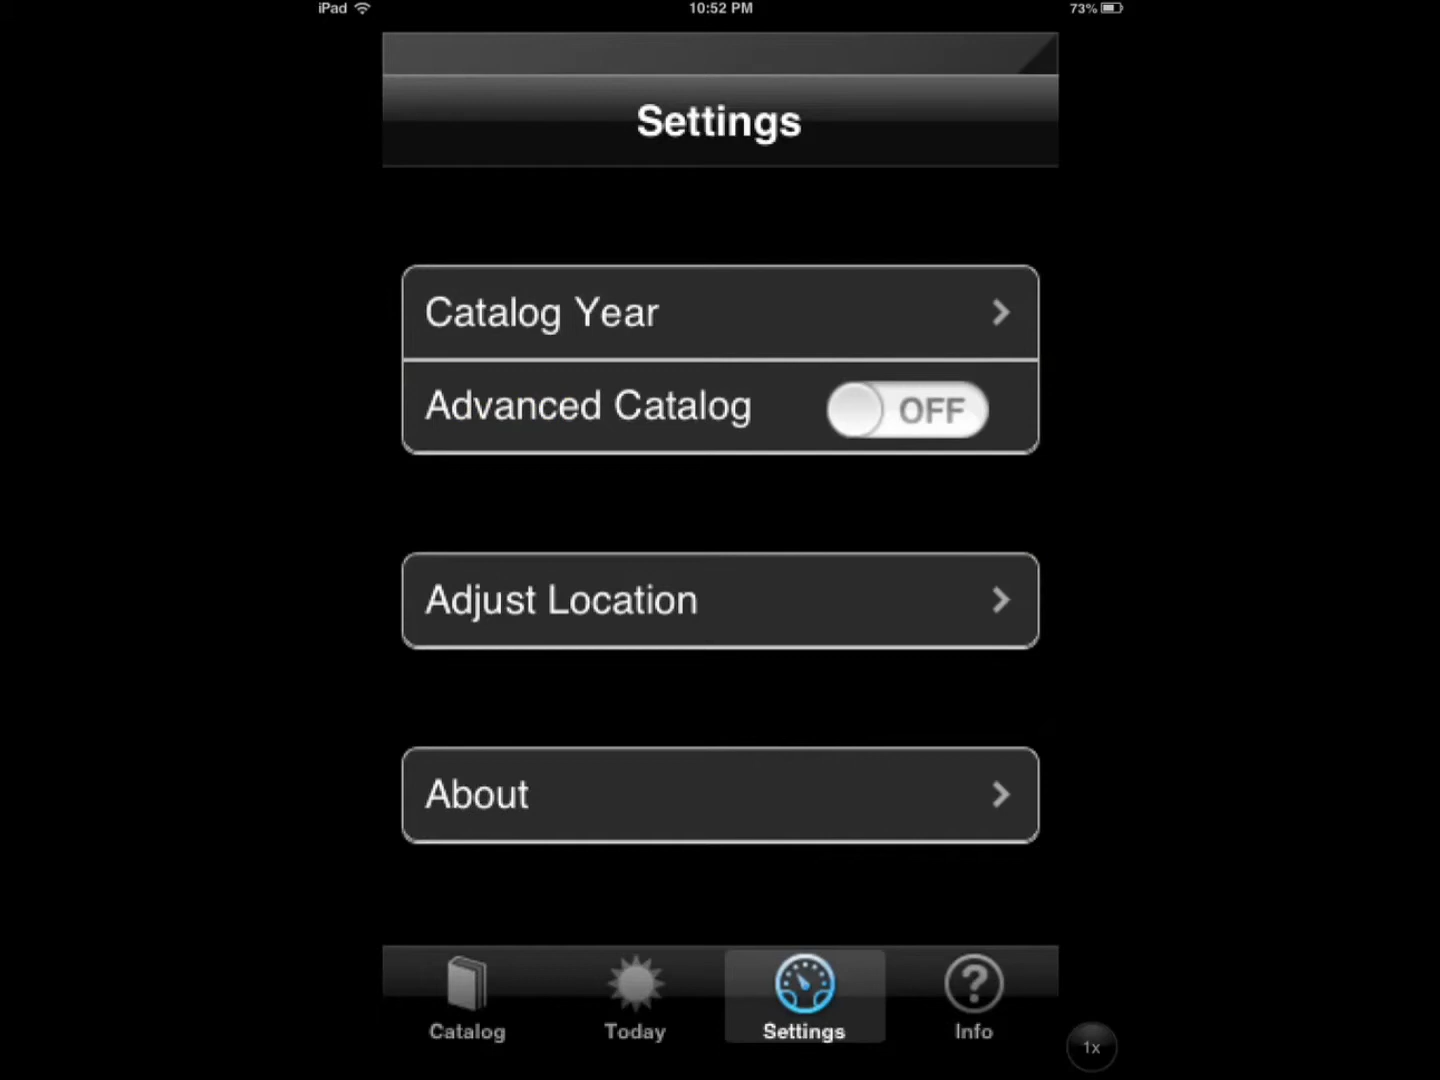 iPad 10:52 PM 73%
Settings
Catalog Year
Advanced Catalog OFF
Adjust Location
About
Catalog Today Settings Info
1x